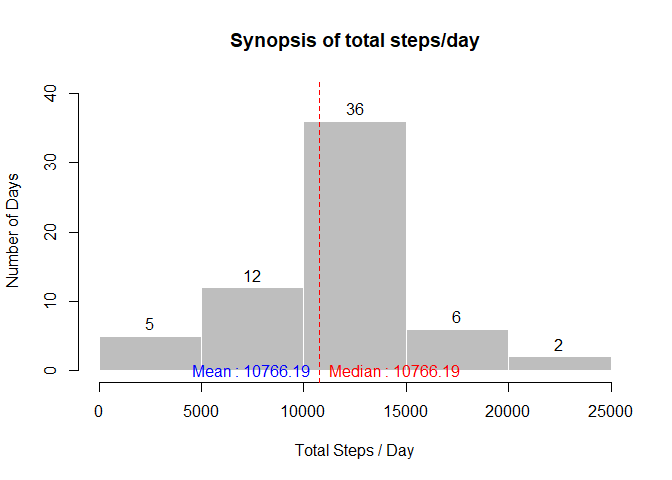 Synopsis of total steps/day
Number of Days
40
30
20
10
0
5
12
36
6
2
Mean : 10766.19
Median : 10766.19
0 5000 10000 15000 20000 25000
Total Steps / Day